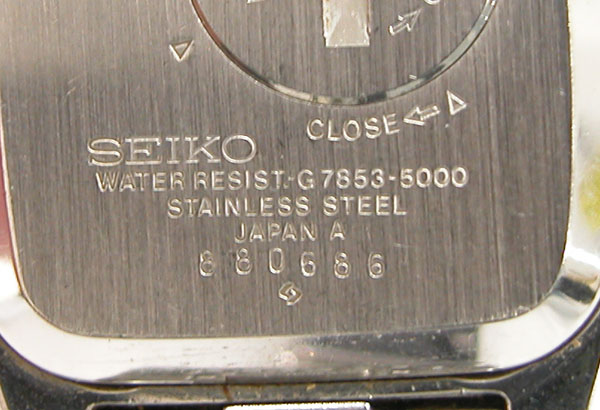 CLOSE
SEIKO
WATER RESIST.-G 7853-5000
STAINLESS STEEL
JAPAN A
880686